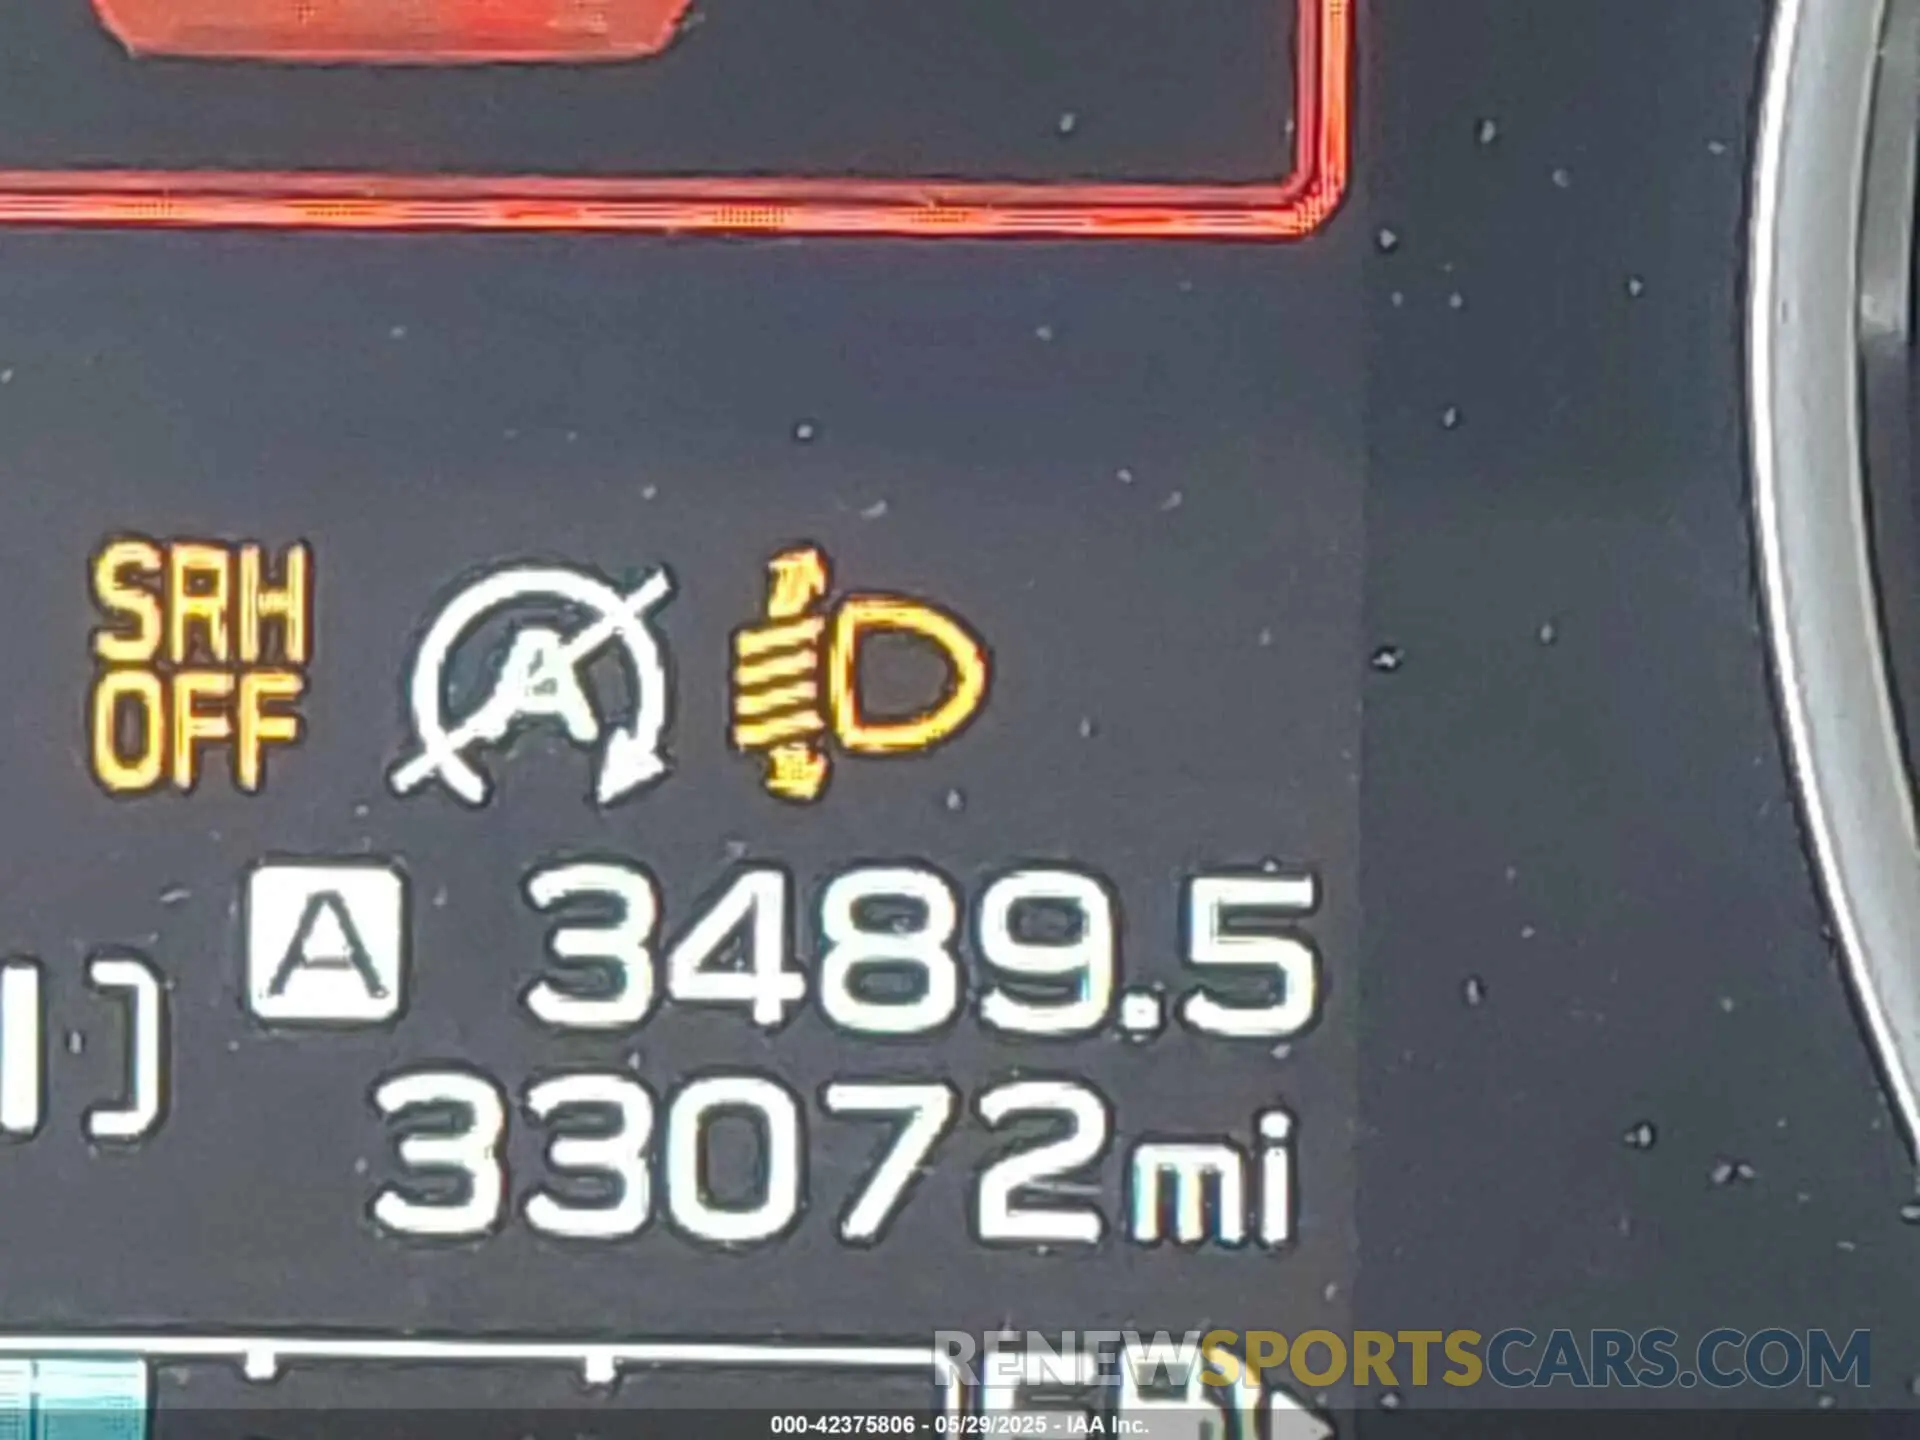 SRH
OFF
A
A 3489.5
33072mi
RENEWSPORTSCARS.COM
000-42375806 - 05/29/2025 - IAA Inc.